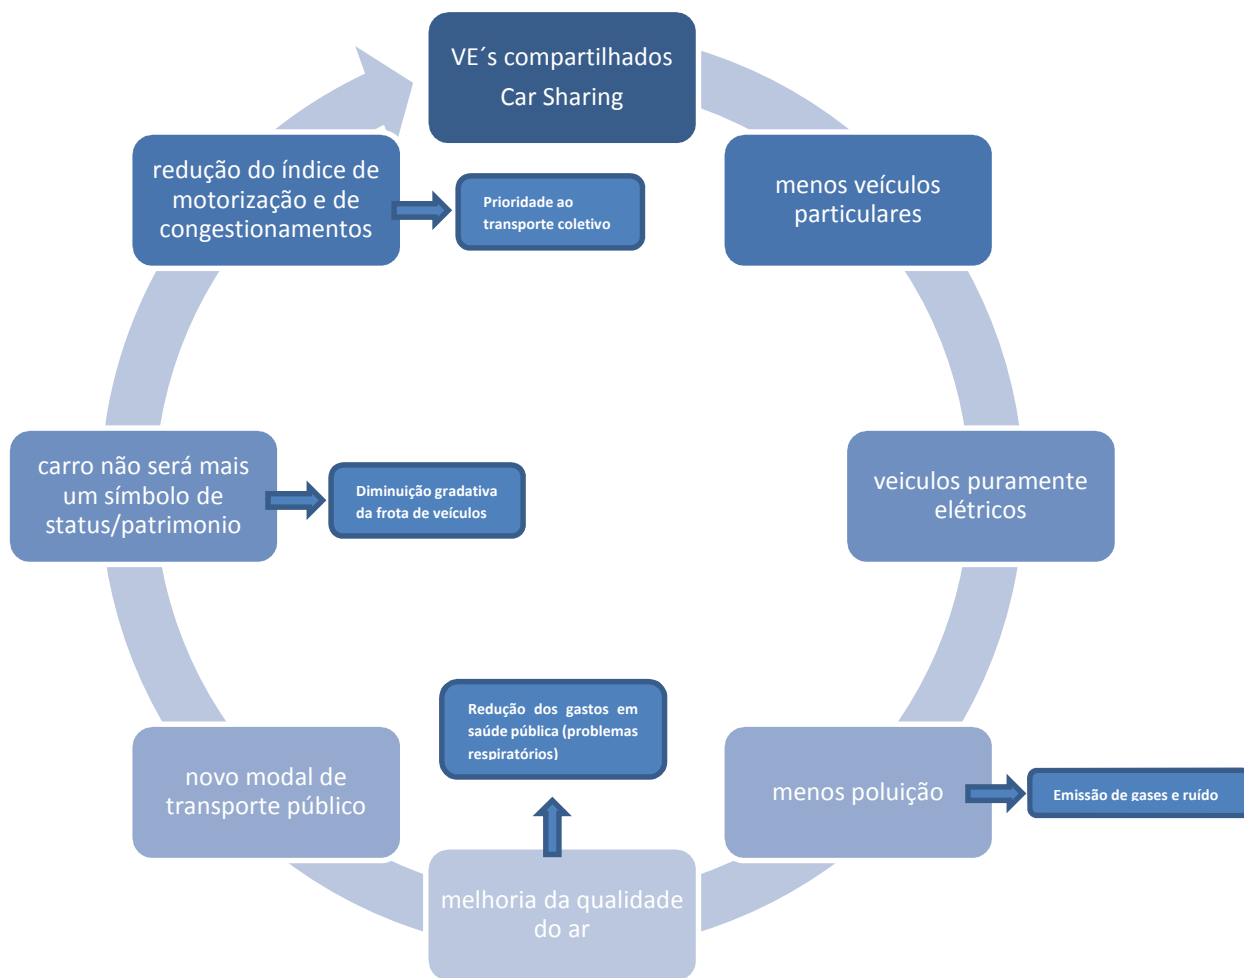 VE´s compartilhados
Car Sharing
menos veículos
particulares
veiculos puramente
elétricos
menos poluição
Emissão de gases e ruído
melhoria da qualidade
do ar
Redução dos gastos em
saúde pública (problemas
respiratórios)
novo modal de
transporte público
carro não será mais
um símbolo de
status/patrimonio
Diminuição gradativa
da frota de veículos
redução do índice de
motorização e de
congestionamentos
Prioridade ao
transporte coletivo